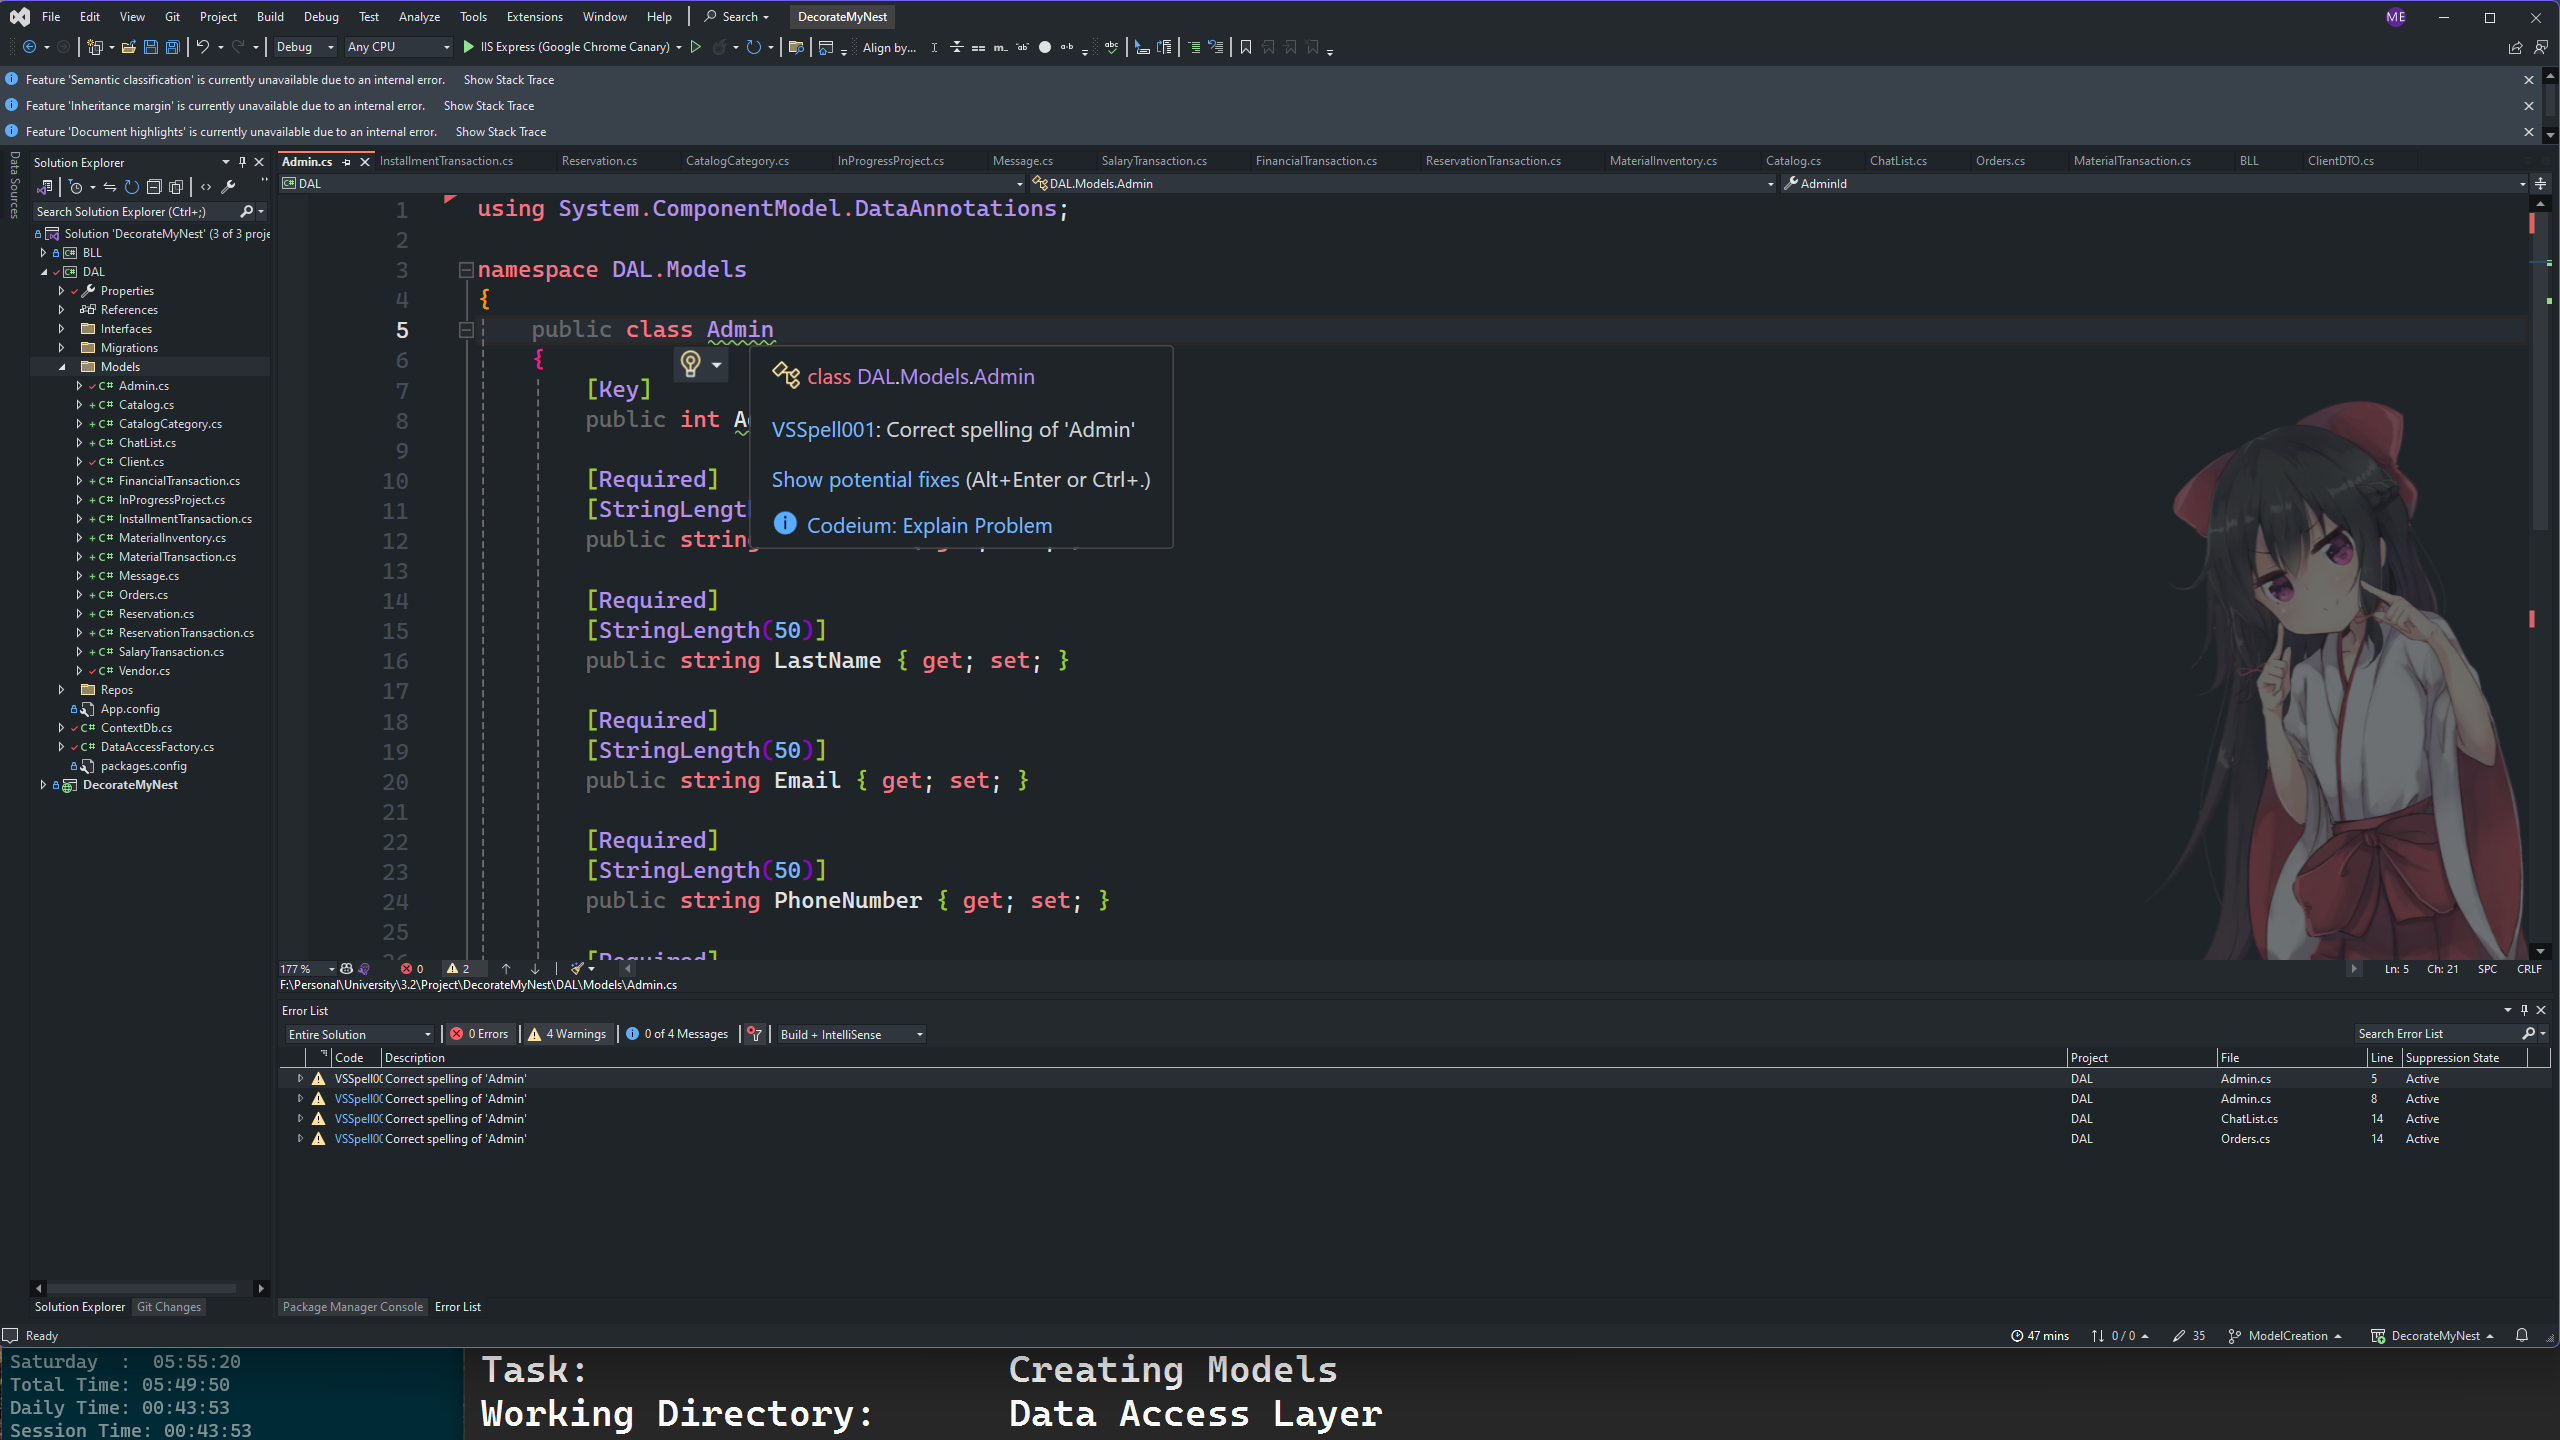 File Edit View Git Project Build Debug Test Analyze Tools Extensions Window Help Search DecorateMyNest ME
Debug Any CPU IIS Express (Google Chrome Canary) Align by...
Feature 'Semantic classification' is currently unavailable due to an internal error. Show Stack Trace
Feature 'Inheritance margin' is currently unavailable due to an internal error. Show Stack Trace
Feature 'Document highlights' is currently unavailable due to an internal error. Show Stack Trace
Data Sources
Solution Explorer
Search Solution Explorer (Ctrl+;)
Solution 'DecorateMyNest' (3 of 3 proje
BLL
DAL
Properties
References
Interfaces
Migrations
Models
C# Admin.cs
C# Catalog.cs
C# CatalogCategory.cs
C# ChatList.cs
C# Client.cs
C# FinancialTransaction.cs
C# InProgressProject.cs
C# InstallmentTransaction.cs
C# MaterialInventory.cs
C# MaterialTransaction.cs
C# Message.cs
C# Orders.cs
C# Reservation.cs
C# ReservationTransaction.cs
C# SalaryTransaction.cs
C# Vendor.cs
Repos
App.config
C# ContextDb.cs
C# DataAccessFactory.cs
packages.config
DecorateMyNest
Solution Explorer Git Changes
Admin.cs InstallmentTransaction.cs Reservation.cs CatalogCategory.cs InProgressProject.cs Message.cs SalaryTransaction.cs FinancialTransaction.cs ReservationTransaction.cs MaterialInventory.cs Catalog.cs ChatList.cs Orders.cs MaterialTransaction.cs BLL ClientDTO.cs
DAL DAL.Models.Admin AdminId
1 using System.ComponentModel.DataAnnotations;
2
3 namespace DAL.Models
4 {
5 public class Admin
6 {
7 [Key]
8 public int A
9
10 [Required]
11 [StringLengt
12 public string
13
14 [Required]
15 [StringLength(50)]
16 public string LastName { get; set; }
17
18 [Required]
19 [StringLength(50)]
20 public string Email { get; set; }
21
22 [Required]
23 [StringLength(50)]
24 public string PhoneNumber { get; set; }
25
26 [Required]
class DAL.Models.Admin
VSSpell001: Correct spelling of 'Admin'
Show potential fixes (Alt+Enter or Ctrl+.)
Codeium: Explain Problem
177 % 0 2 Ln: 5 Ch: 21 SPC CRLF
F:\Personal\University\3.2\Project\DecorateMyNest\DAL\Models\Admin.cs
Error List
Entire Solution 0 Errors 4 Warnings 0 of 4 Messages Build + IntelliSense Search Error List
Code Description Project File Line Suppression State
VSSpell00 Correct spelling of 'Admin' DAL Admin.cs 5 Active
VSSpell00 Correct spelling of 'Admin' DAL Admin.cs 8 Active
VSSpell00 Correct spelling of 'Admin' DAL ChatList.cs 14 Active
VSSpell00 Correct spelling of 'Admin' DAL Orders.cs 14 Active
Package Manager Console Error List
Ready 47 mins 0 / 0 35 ModelCreation DecorateMyNest
Saturday : 05:55:20
Total Time: 05:49:50
Daily Time: 00:43:53
Session Time: 00:43:53
Task: Creating Models
Working Directory: Data Access Layer